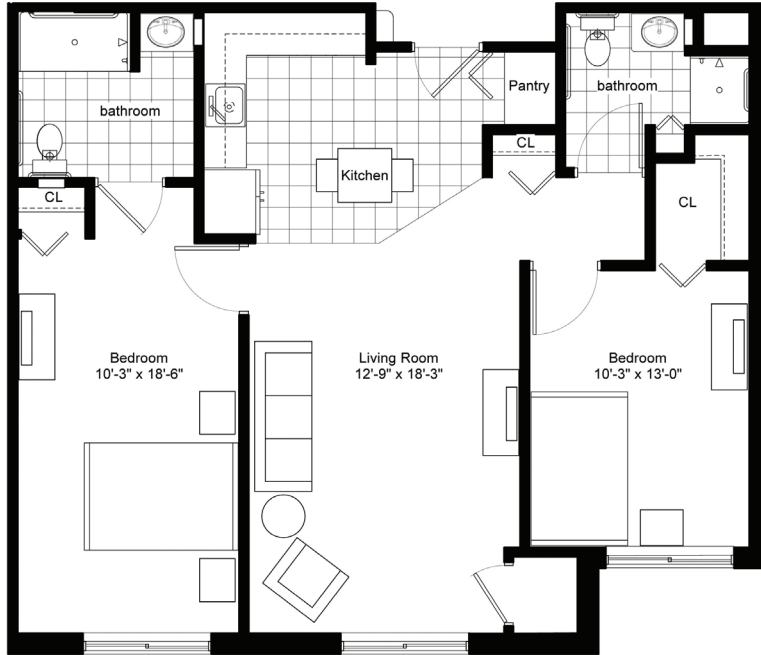 bathroom
Pantry
bathroom
CL
Kitchen
CL
CL
Bedroom
10'-3" x 18'-6"
Living Room
12'-9" x 18'-3"
Bedroom
10'-3" x 13'-0"